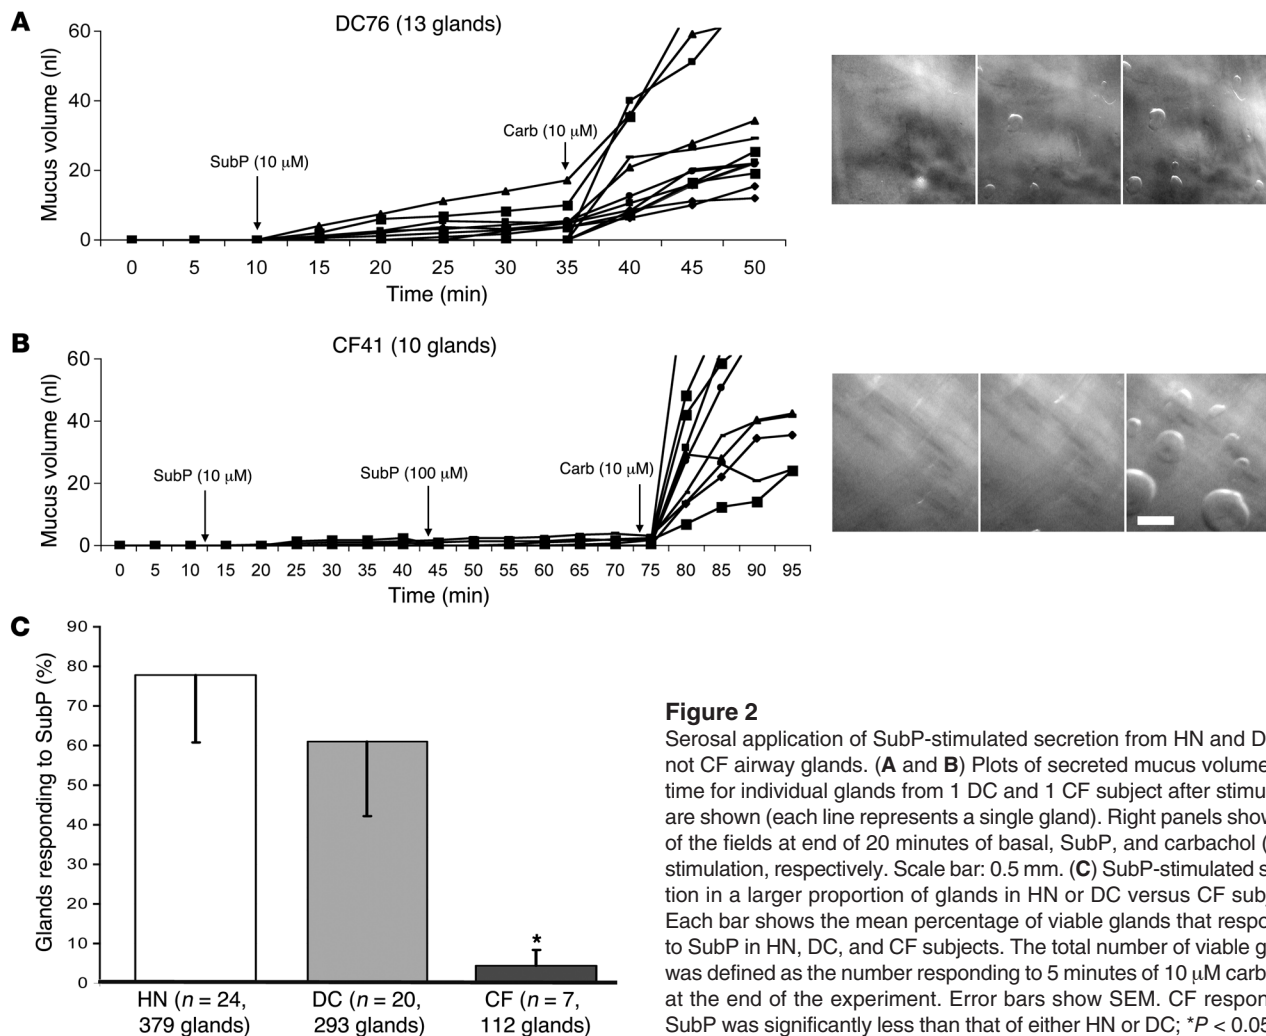 A
DC76 (13 glands)
Mucus volume (nl)
60
40
20
0
SubP (10 μM)
Carb (10 μM)
0 5 10 15 20 25 30 35 40 45 50
Time (min)
B
CF41 (10 glands)
Mucus volume (nl)
60
40
20
0
SubP (10 μM)
SubP (100 μM)
Carb (10 μM)
0 5 10 15 20 25 30 35 40 45 50 55 60 65 70 75 80 85 90 95
Time (min)
C
Glands responding to SubP (%)
90
80
70
60
50
40
30
20
10
0
*
HN (n = 24,
379 glands)
DC (n = 20,
293 glands)
CF (n = 7,
112 glands)
Figure 2
Serosal application of SubP-stimulated secretion from HN and D
not CF airway glands. (A and B) Plots of secreted mucus volume
time for individual glands from 1 DC and 1 CF subject after stimu
are shown (each line represents a single gland). Right panels show
of the fields at end of 20 minutes of basal, SubP, and carbachol (
stimulation, respectively. Scale bar: 0.5 mm. (C) SubP-stimulated s
tion in a larger proportion of glands in HN or DC versus CF subj
Each bar shows the mean percentage of viable glands that respo
to SubP in HN, DC, and CF subjects. The total number of viable g
was defined as the number responding to 5 minutes of 10 μM carb
at the end of the experiment. Error bars show SEM. CF respon
SubP was significantly less than that of either HN or DC; *P < 0.05